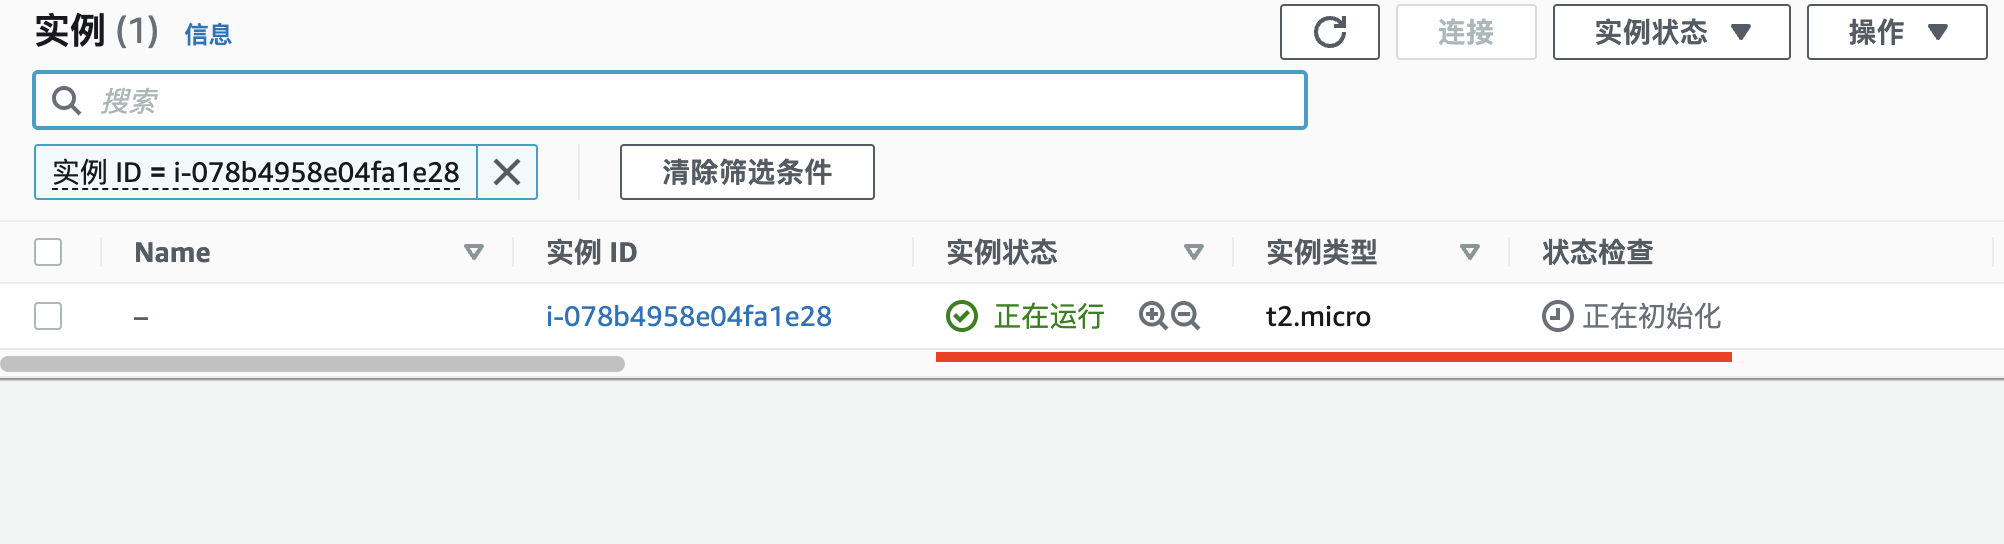 实例 (1) 信息
连接 实例状态 操作
搜索
实例 ID = i-078b4958e04fa1e28 清除筛选条件
Name 实例 ID 实例状态 实例类型 状态检查
– i-078b4958e04fa1e28 正在运行 t2.micro 正在初始化